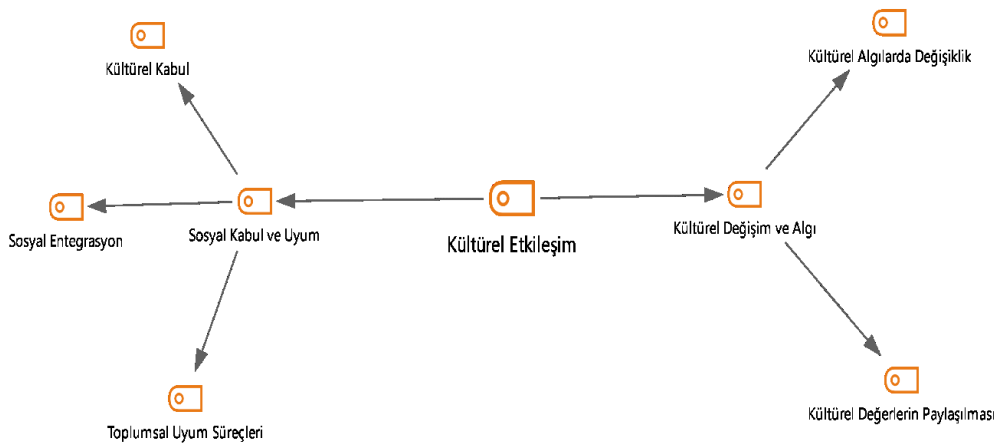 Kültürel Algılarda Değişiklik
Kültürel Kabul
Kültürel Değişim ve Algı
Sosyal Kabul ve Uyum
Sosyal Entegrasyon
Kültürel Etkileşim
Kültürel Değerlerin Paylaşılması
Toplumsal Uyum Süreçleri